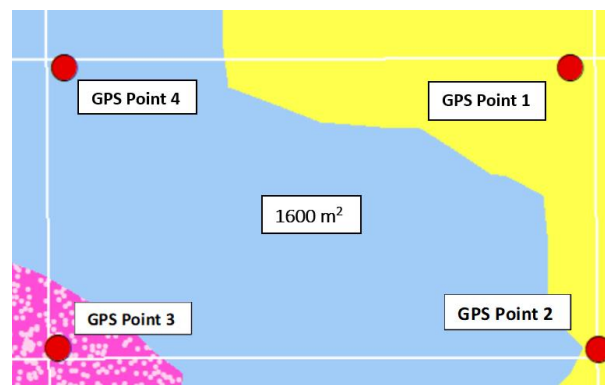 GPS Point 4
GPS Point 1
1600 m²
GPS Point 3
GPS Point 2